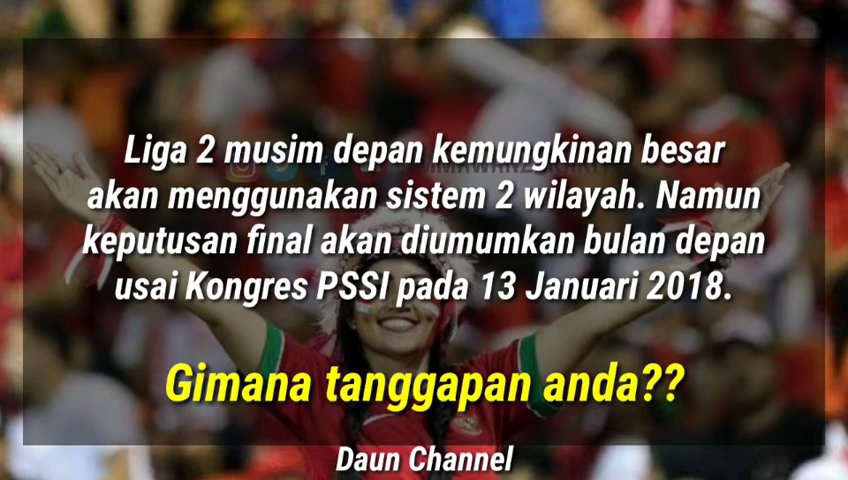 Liga 2 musim depan kemungkinan besar
akan menggunakan sistem 2 wilayah. Namun
keputusan final akan diumumkan bulan depan
usai Kongres PSSI pada 13 Januari 2018.
Gimana tanggapan anda??
Daun Channel